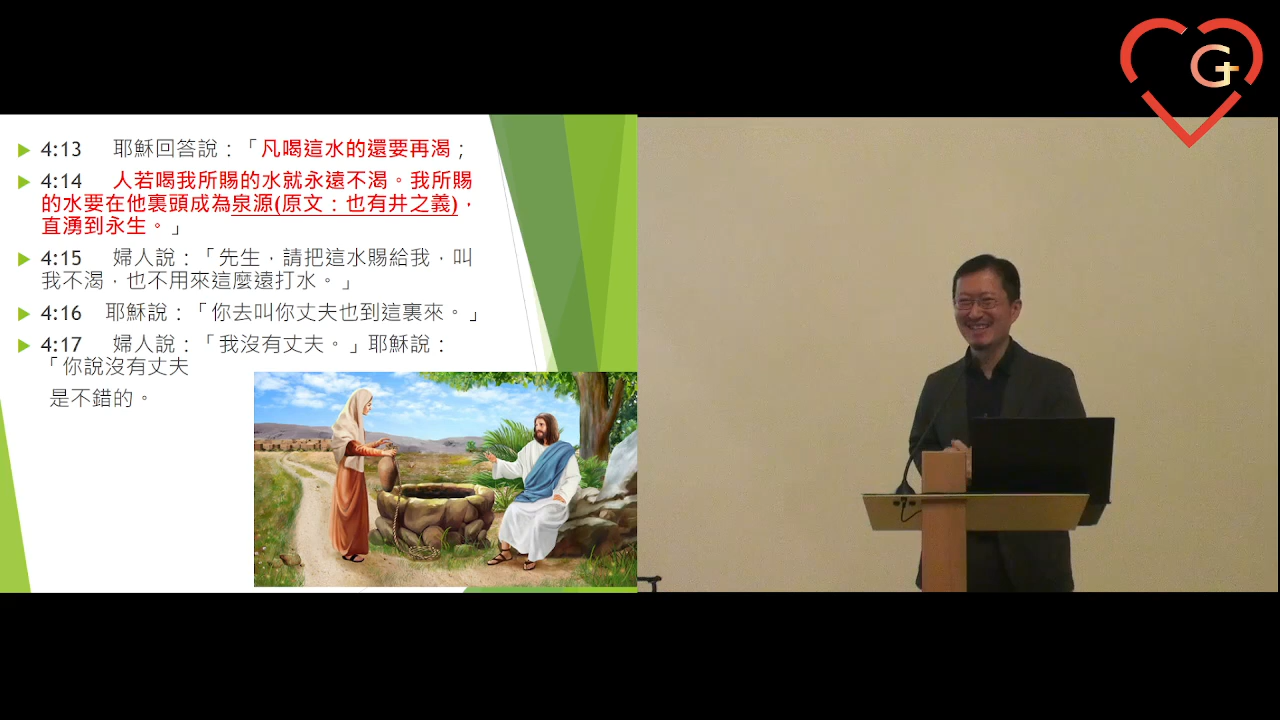 4:13 耶穌回答說：「凡喝這水的還要再渴；
4:14 人若喝我所賜的水就永遠不渴。我所賜
的水要在他裏頭成為泉源(原文：也有井之義)，
直湧到永生。」
4:15 婦人說：「先生，請把這水賜給我，叫
我不渴，也不用來這麼遠打水。」
4:16 耶穌說：「你去叫你丈夫也到這裏來。」
4:17 婦人說：「我沒有丈夫。」耶穌說：
「你說沒有丈夫
是不錯的。
G